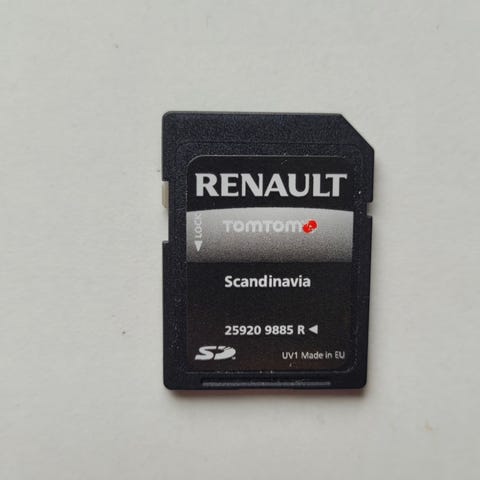 RENAULT
◀ LOCK
TOMTOM
Scandinavia
25920 9885 R ◀
SD
UV1 Made in EU